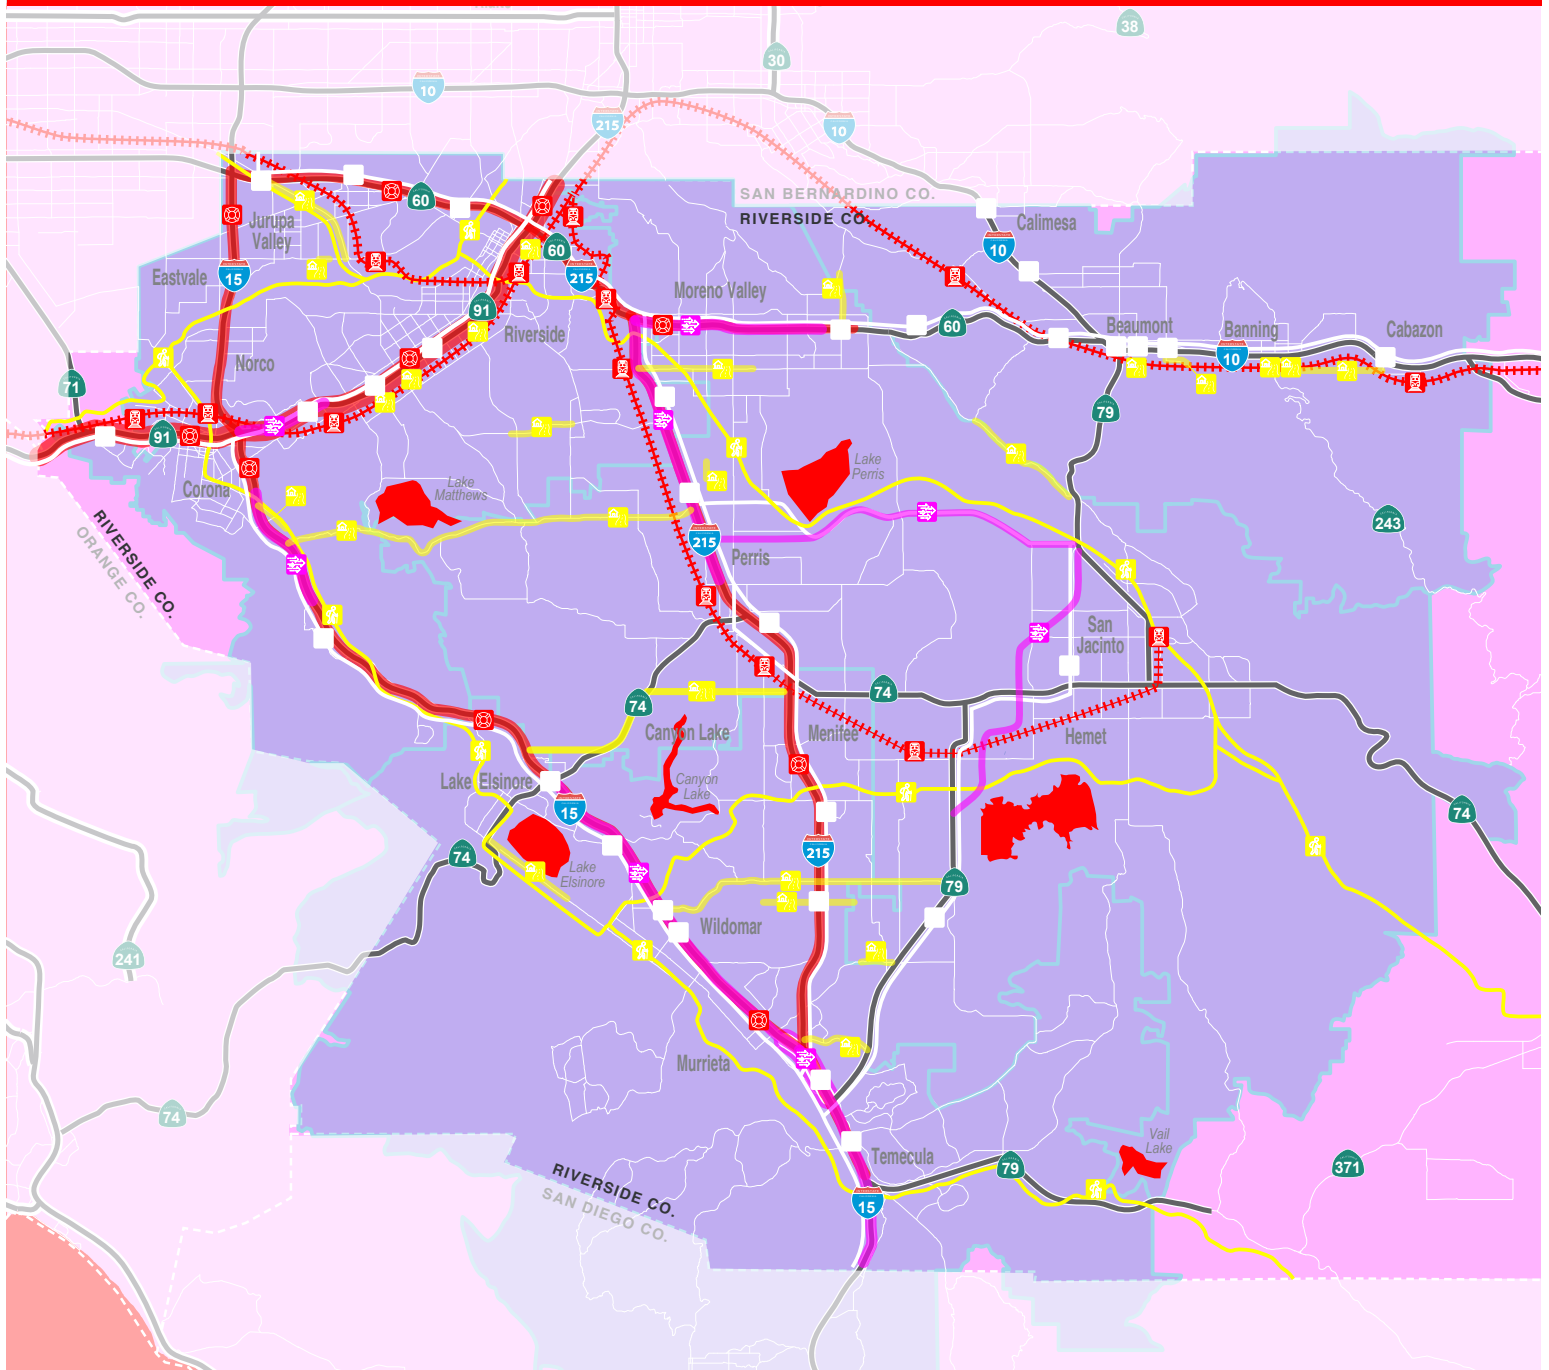 38
30
10
215
10
SAN BERNARDINO CO.
RIVERSIDE CO.
60
Jurupa
Valley
Calimesa
10
60
Eastvale
15
215
Moreno Valley
91
Riverside
60
Beaumont
Banning
Cabazon
10
Norco
71
79
91
Corona
Lake
Matthews
Lake
Perris
243
RIVERSIDE CO.
ORANGE CO.
215
Perris
San
Jacinto
74
74
Canyon Lake
Menifee
Hemet
Lake Elsinore
Canyon
Lake
15
74
215
74
Lake
Elsinore
79
Wildomar
241
Murrieta
74
Temecula
Vail
Lake
79
371
RIVERSIDE CO.
SAN DIEGO CO.
15